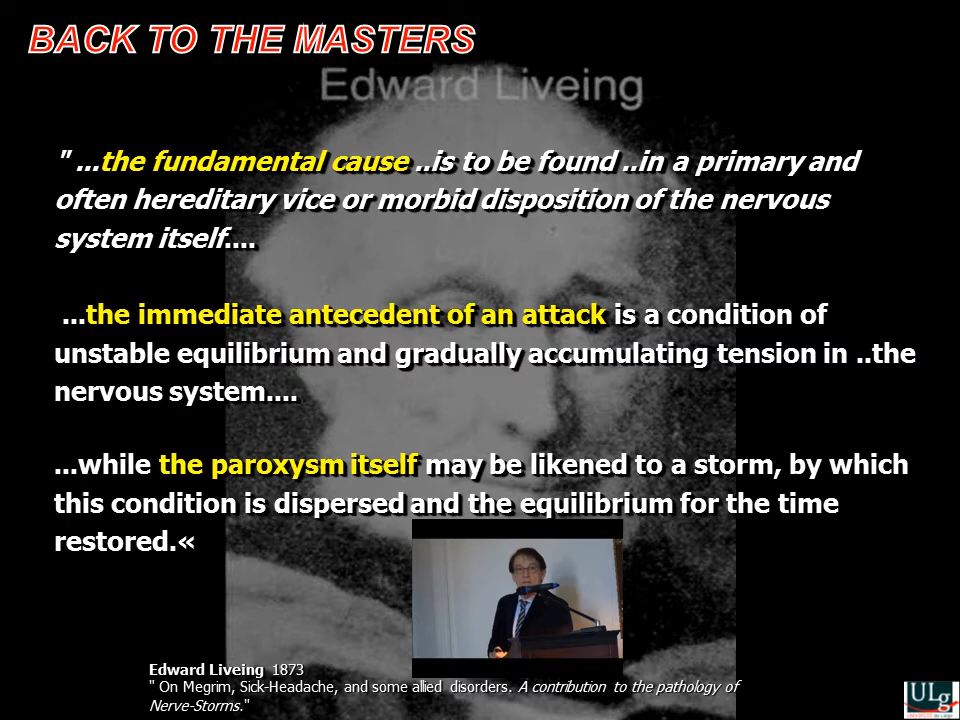 BACK TO THE MASTERS
Edward Liveing
" ...the fundamental cause ..is to be found ..in a primary and
often hereditary vice or morbid disposition of the nervous
system itself....
...the immediate antecedent of an attack is a condition of
unstable equilibrium and gradually accumulating tension in ..the
nervous system....
...while the paroxysm itself may be likened to a storm, by which
this condition is dispersed and the equilibrium for the time
restored.«
Edward Liveing 1873
" On Megrim, Sick-Headache, and some allied disorders. A contribution to the pathology of
Nerve-Storms."
ULg